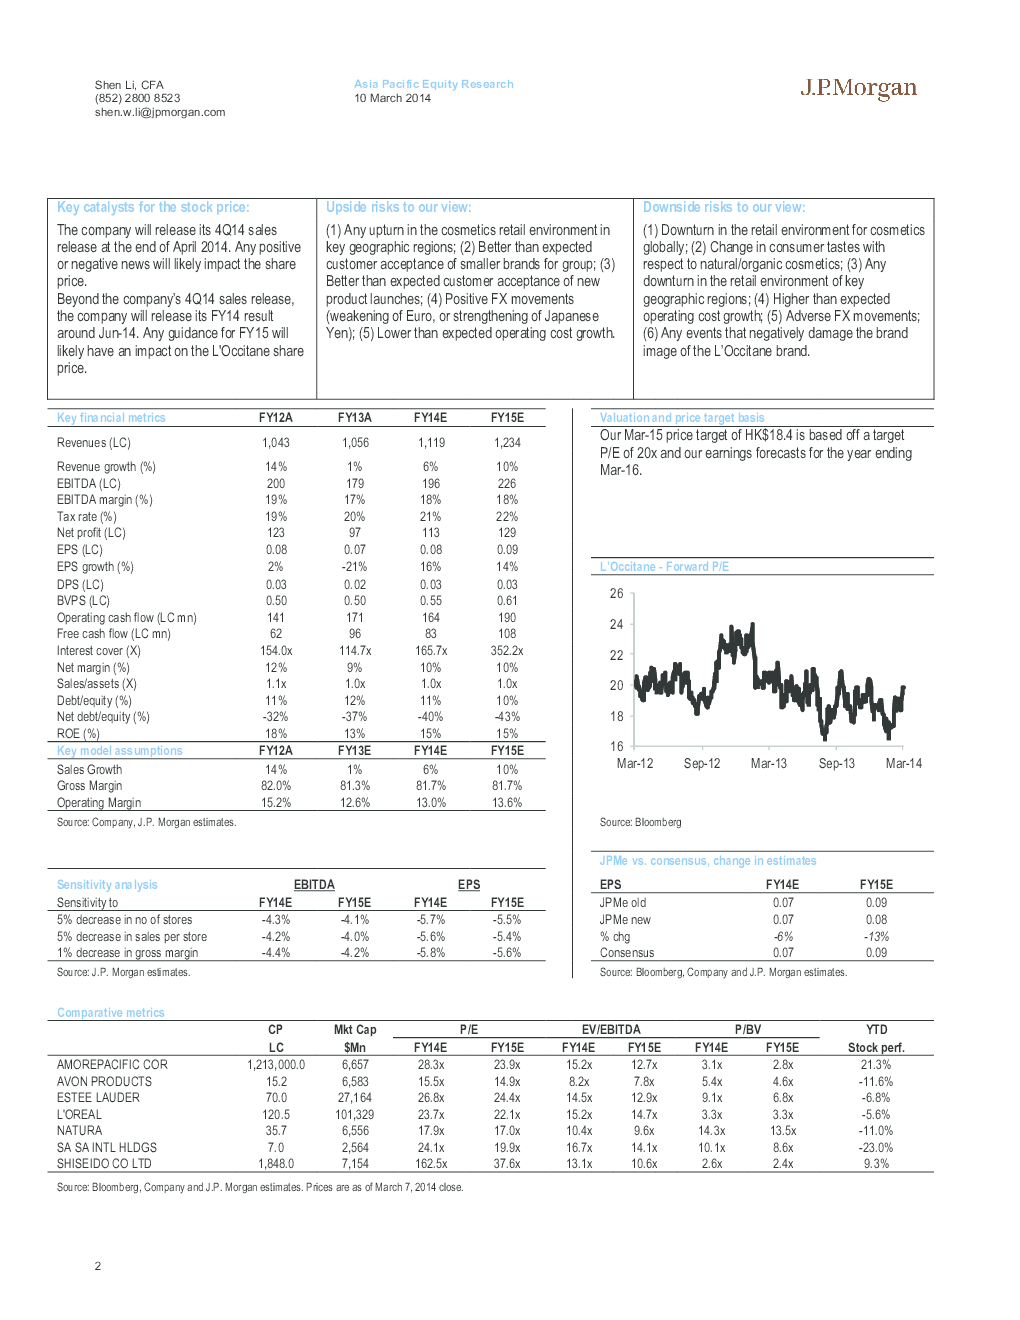 Shen Li, CFA
(852) 2800 8523
shen.w.li@jpmorgan.com
Asia Pacific Equity Research
10 March 2014
J.P.Morgan
Key catalysts for the stock price:
The company will release its 4Q14 sales
release at the end of April 2014. Any positive
or negative news will likely impact the share
price.
Beyond the company's 4Q14 sales release,
the company will release its FY14 result
around Jun-14. Any guidance for FY15 will
likely have an impact on the L'Occitane share
price.
Upside risks to our view:
(1) Any upturn in the cosmetics retail environment in
key geographic regions; (2) Better than expected
customer acceptance of smaller brands for group; (3)
Better than expected customer acceptance of new
product launches; (4) Positive FX movements
(weakening of Euro, or strengthening of Japanese
Yen); (5) Lower than expected operating cost growth.
Downside risks to our view:
(1) Downturn in the retail environment for cosmetics
globally; (2) Change in consumer tastes with
respect to natural/organic cosmetics; (3) Any
downturn in the retail environment of key
geographic regions; (4) Higher than expected
operating cost growth; (5) Adverse FX movements;
(6) Any events that negatively damage the brand
image of the L'Occitane brand.
Key financial metrics FY12A FY13A FY14E FY15E
Revenues (LC) 1,043 1,056 1,119 1,234
Revenue growth (%) 14% 1% 6% 10%
EBITDA (LC) 200 179 196 226
EBITDA margin (%) 19% 17% 18% 18%
Tax rate (%) 19% 20% 21% 22%
Net profit (LC) 123 97 113 129
EPS (LC) 0.08 0.07 0.08 0.09
EPS growth (%) 2% -21% 16% 14%
DPS (LC) 0.03 0.02 0.03 0.03
BVPS (LC) 0.50 0.50 0.55 0.61
Operating cash flow (LC mn) 141 171 164 190
Free cash flow (LC mn) 62 96 83 108
Interest cover (X) 154.0x 114.7x 165.7x 352.2x
Net margin (%) 12% 9% 10% 10%
Sales/assets (X) 1.1x 1.0x 1.0x 1.0x
Debt/equity (%) 11% 12% 11% 10%
Net debt/equity (%) -32% -37% -40% -43%
ROE (%) 18% 13% 15% 15%
Key model assumptions FY12A FY13E FY14E FY15E
Sales Growth 14% 1% 6% 10%
Gross Margin 82.0% 81.3% 81.7% 81.7%
Operating Margin 15.2% 12.6% 13.0% 13.6%
Source: Company, J.P. Morgan estimates.
Valuation and price target basis
Our Mar-15 price target of HK$18.4 is based off a target
P/E of 20x and our earnings forecasts for the year ending
Mar-16.
L'Occitane - Forward P/E
26
24
22
20
18
16
Mar-12 Sep-12 Mar-13 Sep-13 Mar-14
Source: Bloomberg
Sensitivity analysis EBITDA EPS
Sensitivity to FY14E FY15E FY14E FY15E
5% decrease in no of stores -4.3% -4.1% -5.7% -5.5%
5% decrease in sales per store -4.2% -4.0% -5.6% -5.4%
1% decrease in gross margin -4.4% -4.2% -5.8% -5.6%
Source: J.P. Morgan estimates.
JPMe vs. consensus, change in estimates
EPS FY14E FY15E
JPMe old 0.07 0.09
JPMe new 0.07 0.08
% chg -6% -13%
Consensus 0.07 0.09
Source: Bloomberg, Company and J.P. Morgan estimates.
Comparative metrics
CP Mkt Cap P/E EV/EBITDA P/BV YTD
LC $Mn FY14E FY15E FY14E FY15E FY14E FY15E Stock perf.
AMOREPACIFIC COR 1,213,000.0 6,657 28.3x 23.9x 15.2x 12.7x 3.1x 2.8x 21.3%
AVON PRODUCTS 15.2 6,583 15.5x 14.9x 8.2x 7.8x 5.4x 4.6x -11.6%
ESTEE LAUDER 70.0 27,164 26.8x 24.4x 14.5x 12.9x 9.1x 6.8x -6.8%
L'OREAL 120.5 101,329 23.7x 22.1x 15.2x 14.7x 3.3x 3.3x -5.6%
NATURA 35.7 6,556 17.9x 17.0x 10.4x 9.6x 14.3x 13.5x -11.0%
SA SA INTL HLDGS 7.0 2,564 24.1x 19.9x 16.7x 14.1x 10.1x 8.6x -23.0%
SHISEIDO CO LTD 1,848.0 7,154 162.5x 37.6x 13.1x 10.6x 2.6x 2.4x 9.3%
Source: Bloomberg, Company and J.P. Morgan estimates. Prices are as of March 7, 2014 close.
2